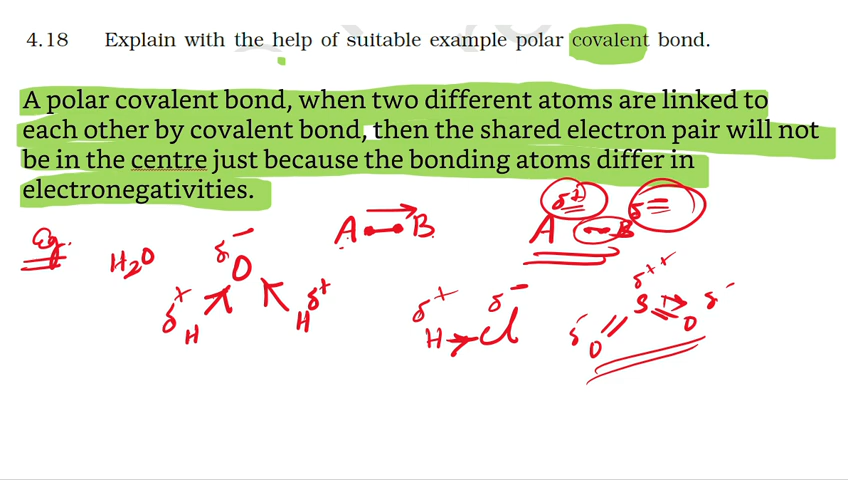 4.18 Explain with the help of suitable example polar covalent bond.
A polar covalent bond, when two different atoms are linked to
each other by covalent bond, then the shared electron pair will not
be in the centre just because the bonding atoms differ in
electronegativities.
Eg.
H2O
δ-
O
δ+
H
δ+
H
A B
δ+ δ-
A B
δ+ δ-
H Cl
δ++
S
δ-
O
δ-
O